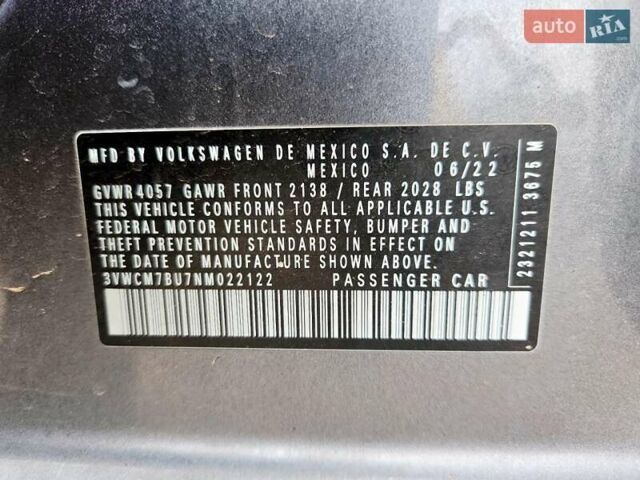 auto RIA
MFD BY VOLKSWAGEN DE MEXICO S.A. DE C.V.
MEXICO 06/22
GVWR4057 GAWR FRONT 2138 / REAR 2028 LBS
THIS VEHICLE CONFORMS TO ALL APPLICABLE U.S.
FEDERAL MOTOR VEHICLE SAFETY, BUMPER AND
THEFT PREVENTION STANDARDS IN EFFECT ON
THE DATE OF MANUFACTURE SHOWN ABOVE.
3VWCM7BU7NM022122 PASSENGER CAR
2321211 3675 M